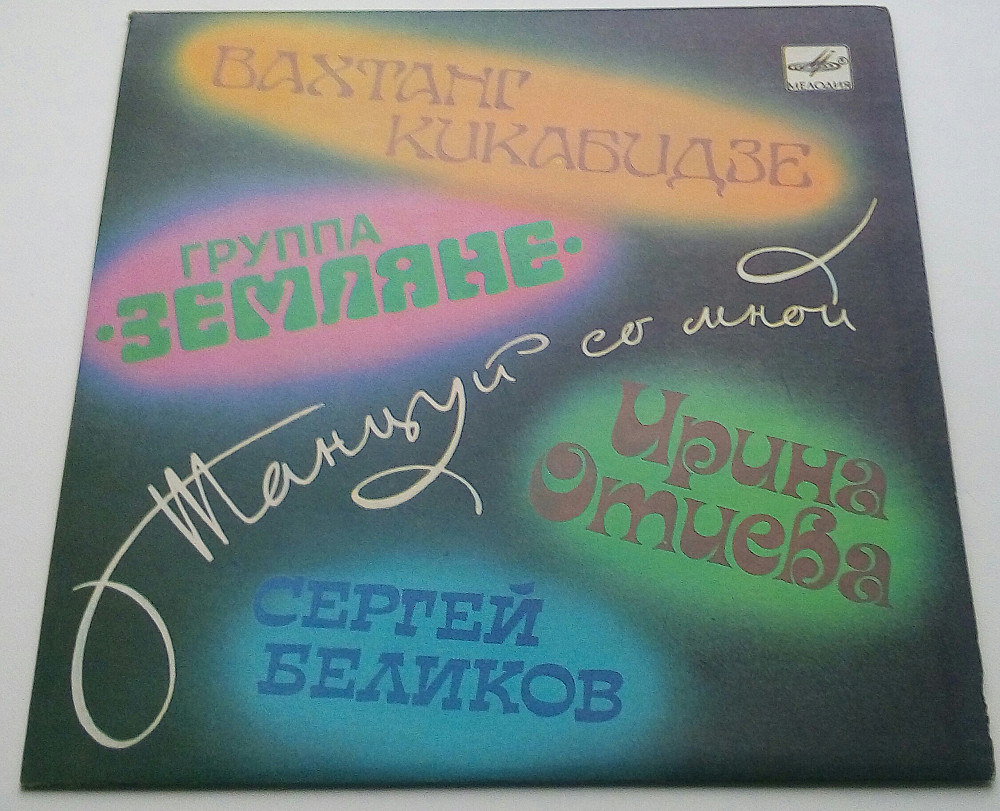 ВАХТАНГ
КИКАБИДЗЕ
МЕЛОДИЯ
ГРУППА
·ЗЕМЛЯНЕ·
Танцуй со мной
Ирина
Отиева
СЕРГЕЙ
БЕЛИКОВ